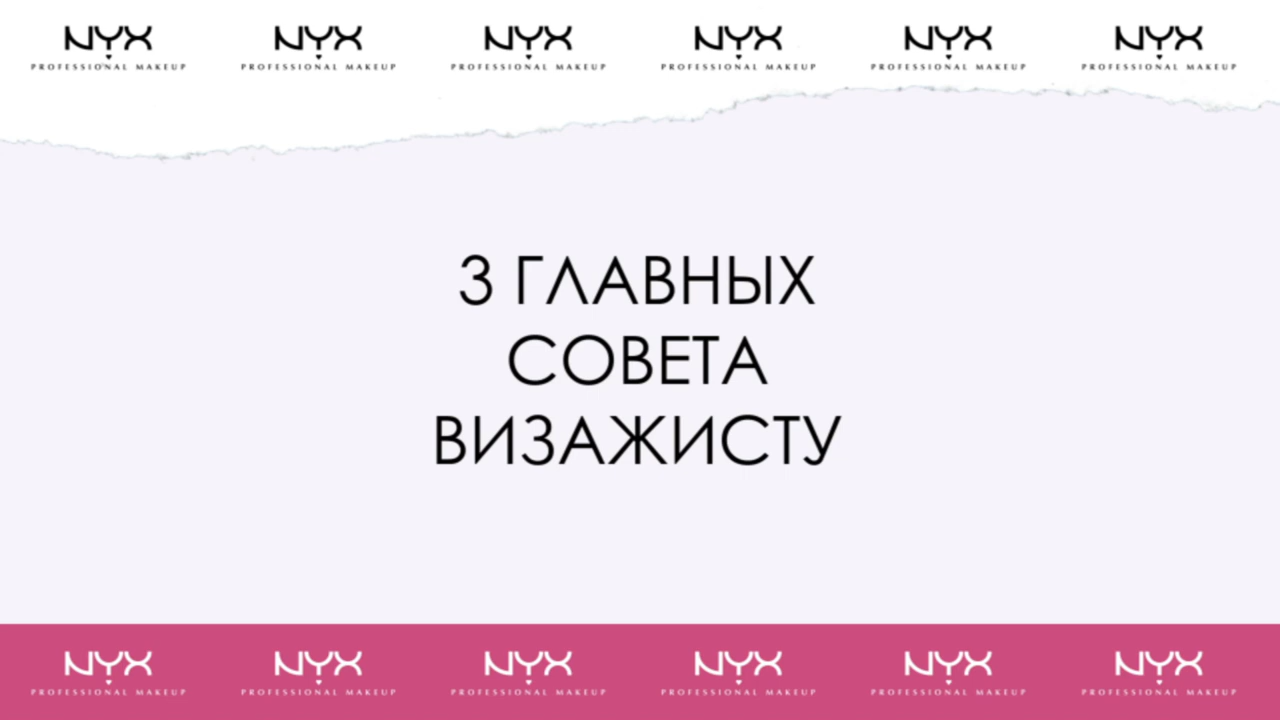 NYX NYX NYX NYX NYX NYX
PROFESSIONAL MAKEUP PROFESSIONAL MAKEUP PROFESSIONAL MAKEUP PROFESSIONAL MAKEUP PROFESSIONAL MAKEUP PROFESSIONAL MAKEUP
3 ГЛАВНЫХ
СОВЕТА
ВИЗАЖИСТУ
NYX NYX NYX NYX NYX NYX
PROFESSIONAL MAKEUP PROFESSIONAL MAKEUP PROFESSIONAL MAKEUP PROFESSIONAL MAKEUP PROFESSIONAL MAKEUP PROFESSIONAL MAKEUP